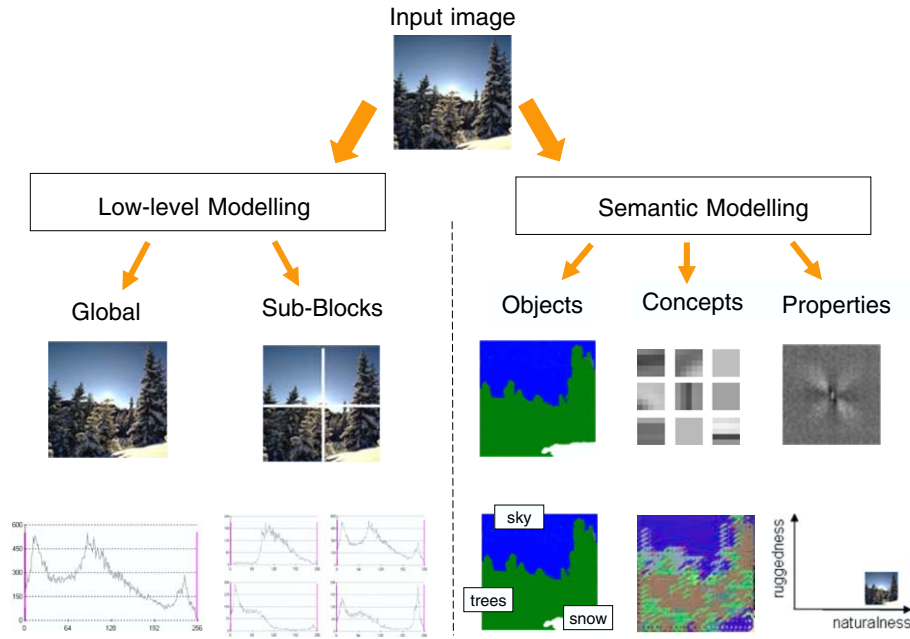 Input image
Low-level Modelling
Semantic Modelling
Global
Sub-Blocks
Objects
Concepts
Properties
600
450
300
150
0
0 64 128 192 256
sky
trees
snow
ruggedness
naturalness